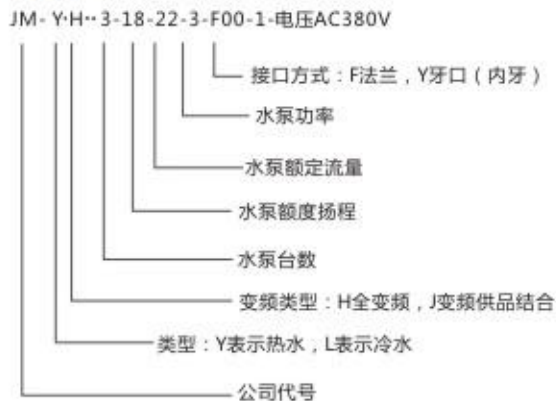 JM-Y·H··3-18-22-3-F00-1-电压AC380V
接口方式：F法兰，Y牙口（内牙）
水泵功率
水泵额定流量
水泵额度扬程
水泵台数
变频类型：H全变频，J变频供品结合
类型：Y表示热水，L表示冷水
公司代号